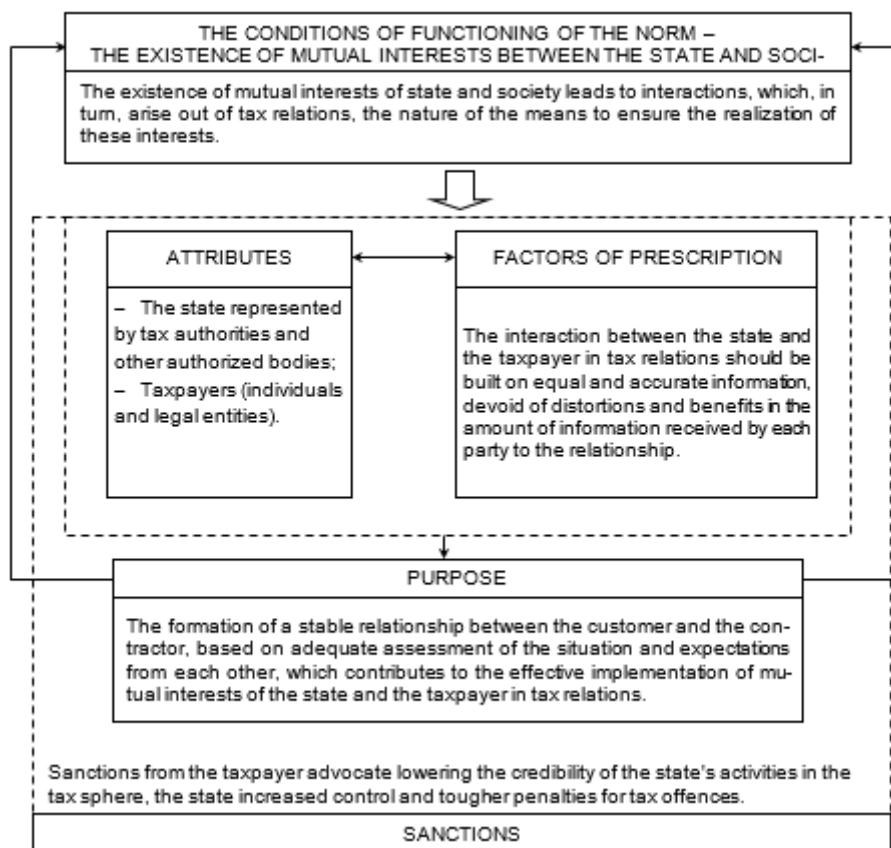 THE CONDITIONS OF FUNCTIONING OF THE NORM –
THE EXISTENCE OF MUTUAL INTERESTS BETWEEN THE STATE AND SOCI-
The existence of mutual interests of state and society leads to interactions, which, in
turn, arise out of tax relations, the nature of the means to ensure the realization of
these interests.
ATTRIBUTES
– The state represented
by tax authorities and
other authorized bodies;
– Taxpayers (individuals
and legal entities).
FACTORS OF PRESCRIPTION
The interaction between the state and
the taxpayer in tax relations should be
built on equal and accurate information,
devoid of distortions and benefits in the
amount of information received by each
party to the relationship.
PURPOSE
The formation of a stable relationship between the customer and the con-
tractor, based on adequate assessment of the situation and expectations
from each other, which contributes to the effective implementation of mu-
tual interests of the state and the taxpayer in tax relations.
Sanctions from the taxpayer advocate lowering the credibility of the state's activities in the
tax sphere, the state increased control and tougher penalties for tax offences.
SANCTIONS